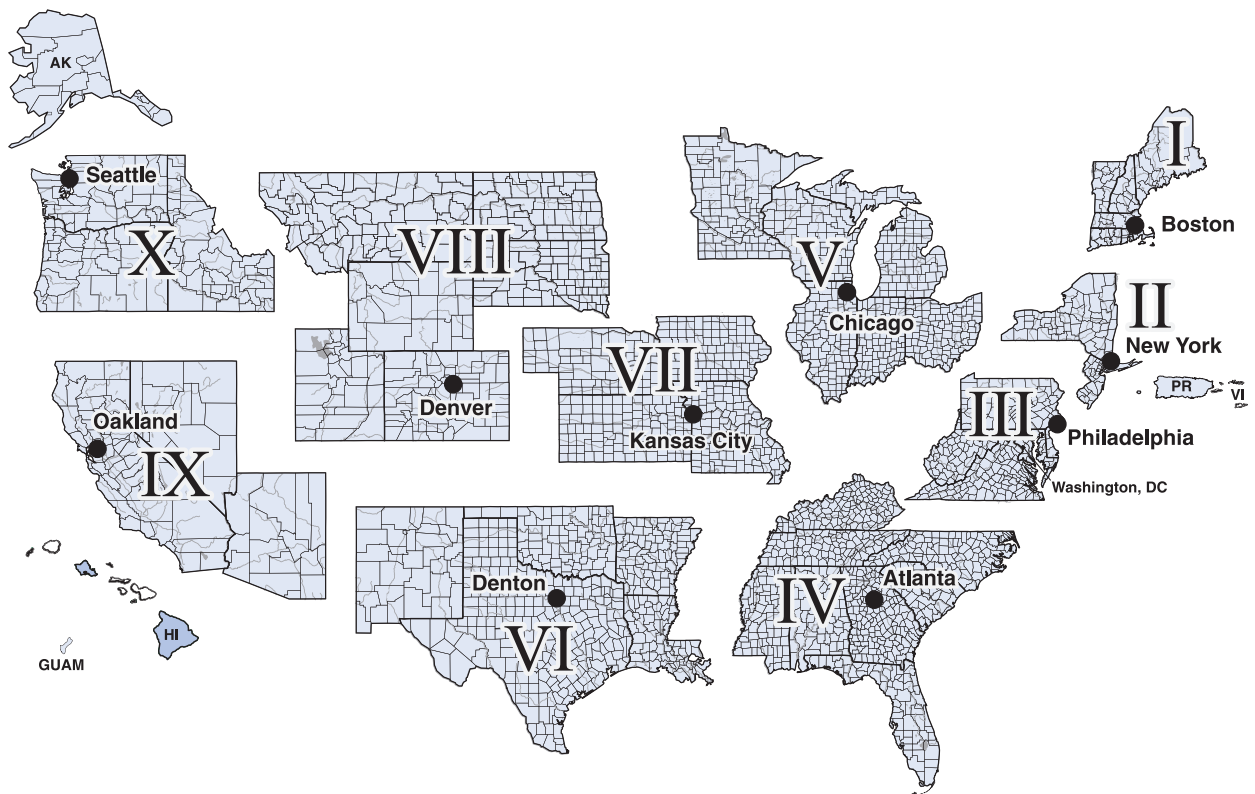 AK
I
Seattle
Boston
X
VIII
V
II
Chicago
New York
VII
PR
VI
Denver
Oakland
III
Kansas City
Philadelphia
IX
Washington, DC
Denton
IV
Atlanta
VI
HI
GUAM